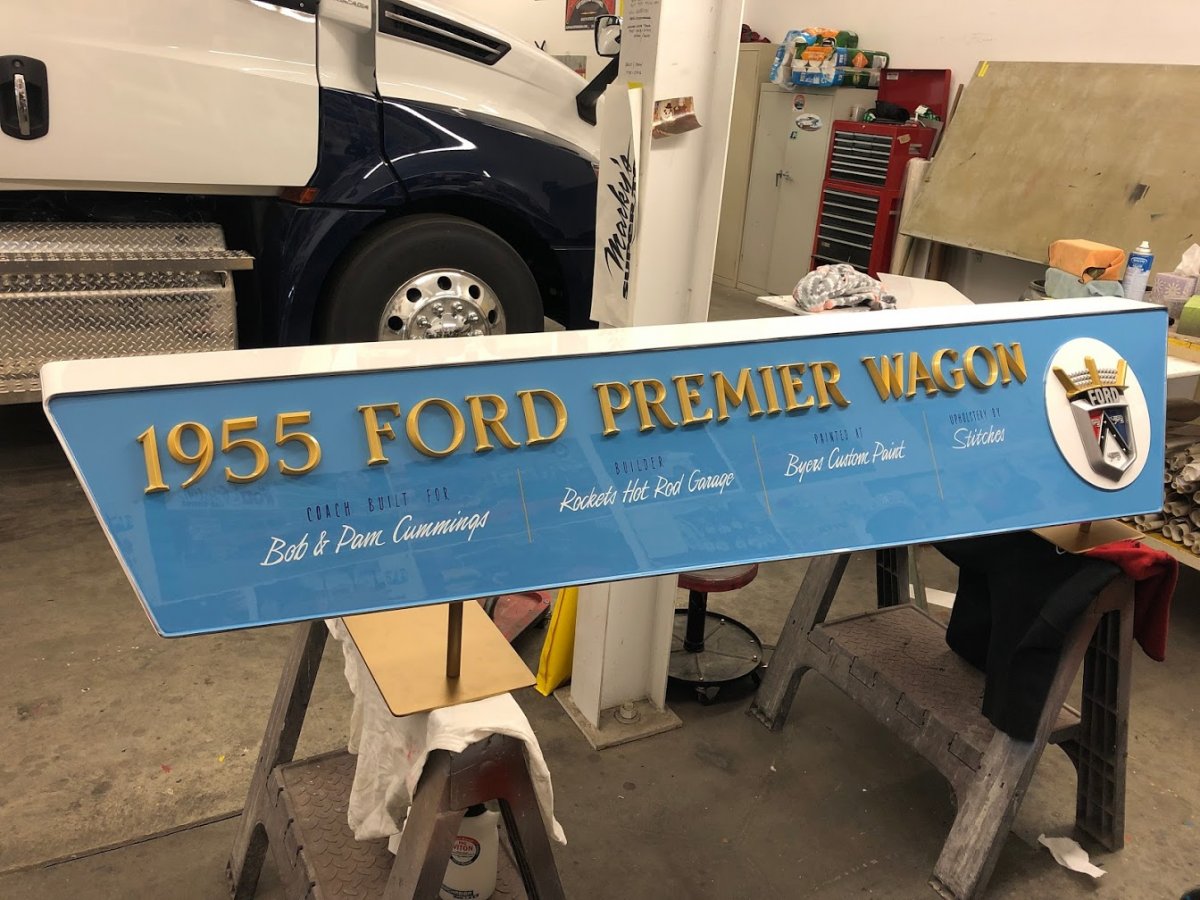 Marky's
1955 FORD PREMIER WAGON
COACH BUILT FOR
Bob & Pam Cummings
BUILDER
Rockets Hot Rod Garage
PAINTED AT
Byers Custom Paint
UPHOLSTERY BY
Stitches
FORD